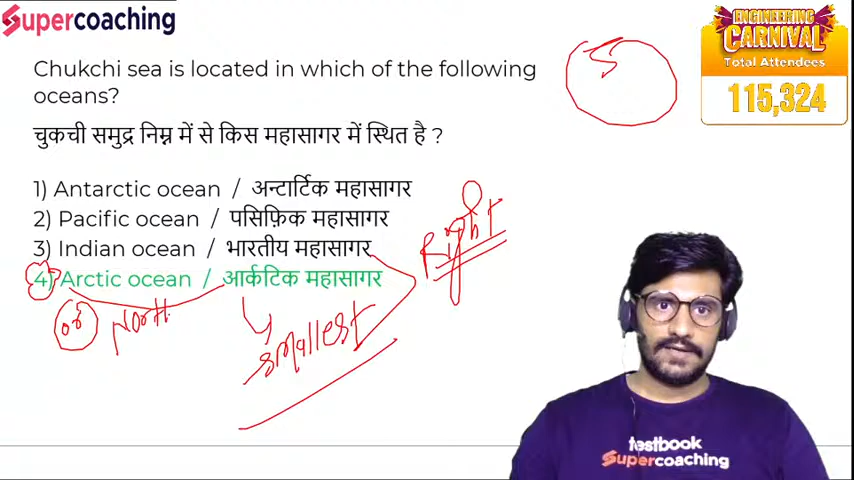 Supercoaching
ENGINEERING
CARNIVAL
Total Attendees
115,324
Chukchi sea is located in which of the following
oceans?
चुकची समुद्र निम्न में से किस महासागर में स्थित है ?
1) Antarctic ocean / अन्टार्टिक महासागर
2) Pacific ocean / पसिफ़िक महासागर
3) Indian ocean / भारतीय महासागर
4) Arctic ocean / आर्कटिक महासागर
Right
North
smallest
testbook
Supercoaching